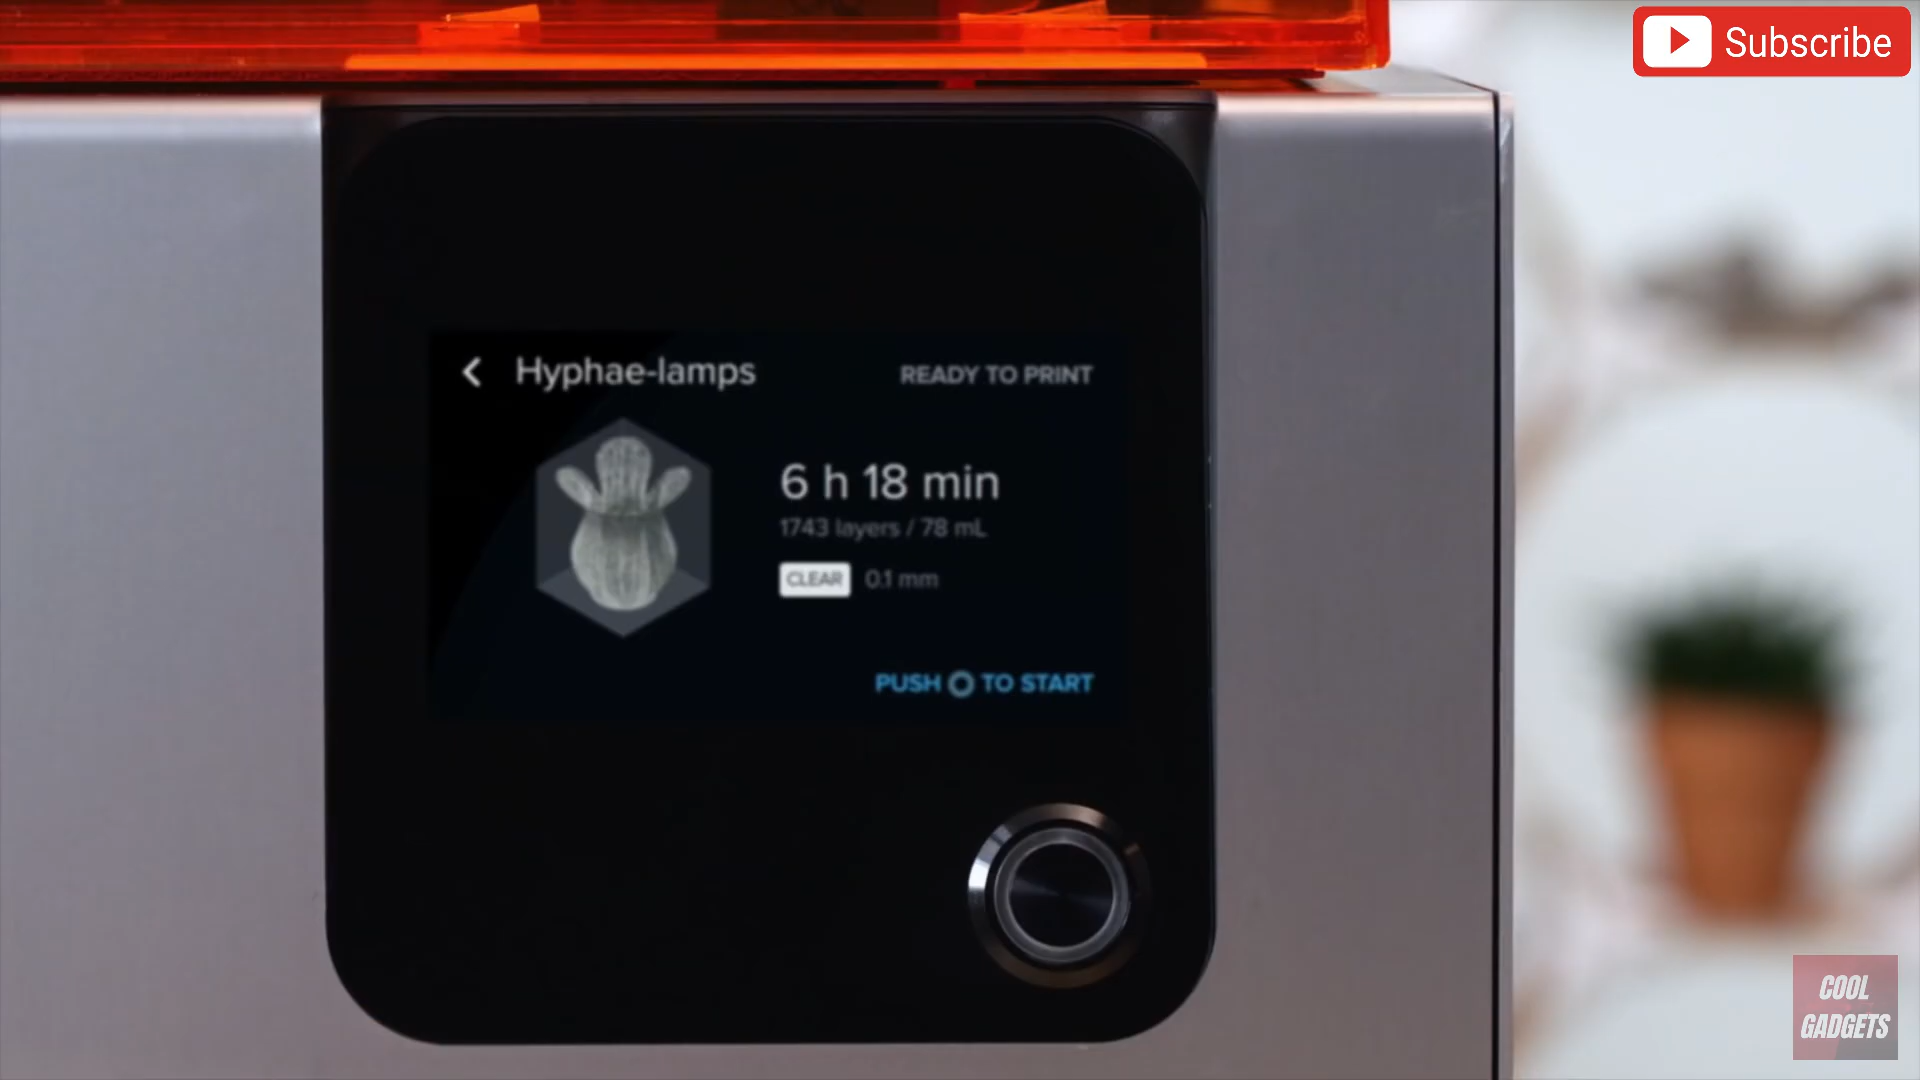 Subscribe
Hyphae-lamps
READY TO PRINT
6 h 18 min
1743 layers / 78 mL
CLEAR 0.1 mm
PUSH TO START
COOL
GADGETS